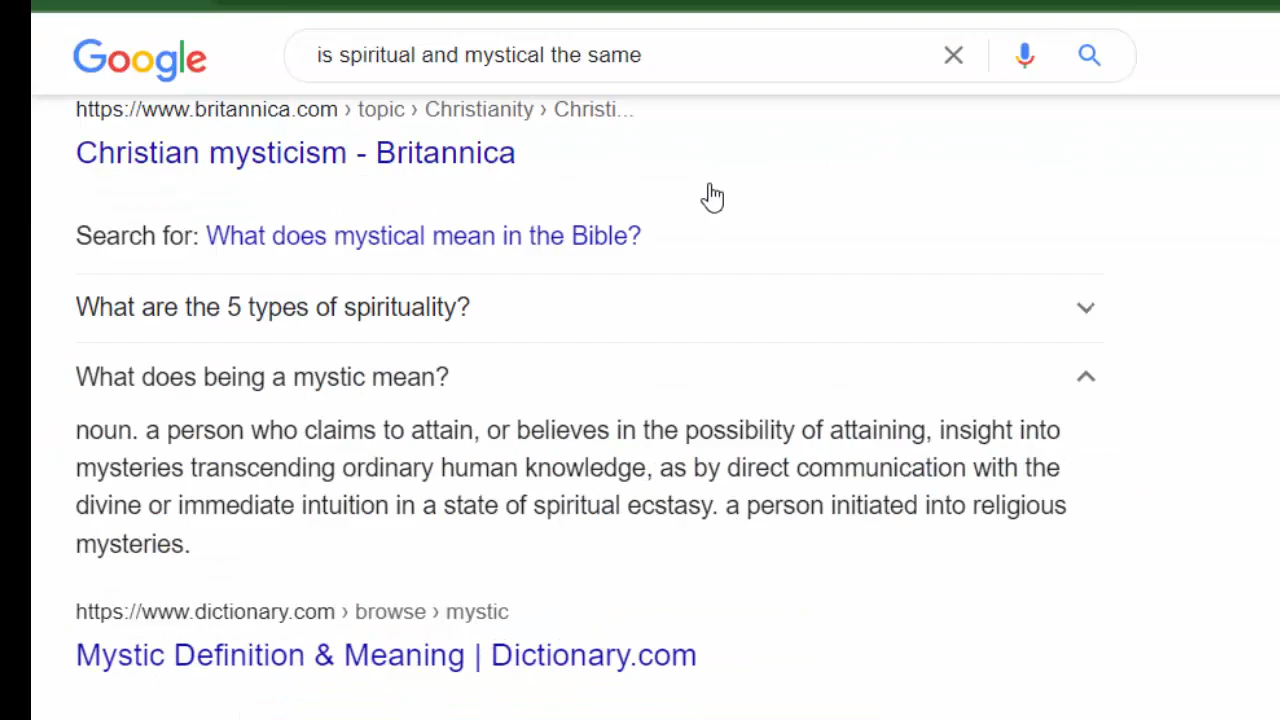 Google
is spiritual and mystical the same
https://www.britannica.com › topic › Christianity › Christi...
Christian mysticism - Britannica
Search for: What does mystical mean in the Bible?
What are the 5 types of spirituality?
What does being a mystic mean?
noun. a person who claims to attain, or believes in the possibility of attaining, insight into
mysteries transcending ordinary human knowledge, as by direct communication with the
divine or immediate intuition in a state of spiritual ecstasy. a person initiated into religious
mysteries.
https://www.dictionary.com › browse › mystic
Mystic Definition & Meaning | Dictionary.com